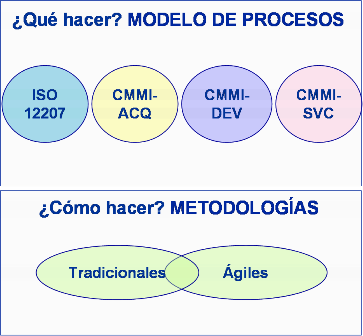 ¿Qué hacer? MODELO DE PROCESOS
ISO
12207
CMMI-
ACQ
CMMI-
DEV
CMMI-
SVC
¿Cómo hacer? METODOLOGÍAS
Tradicionales
Ágiles